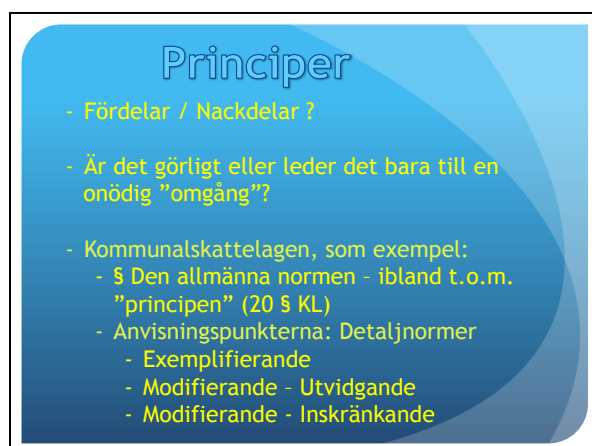 Principer
- Fördelar / Nackdelar ?
- Är det görligt eller leder det bara till en
onödig ”omgång”?
- Kommunalskattelagen, som exempel:
- § Den allmänna normen – ibland t.o.m.
”principen” (20 § KL)
- Anvisningspunkterna: Detaljnormer
- Exemplifierande
- Modifierande – Utvidgande
- Modifierande - Inskränkande